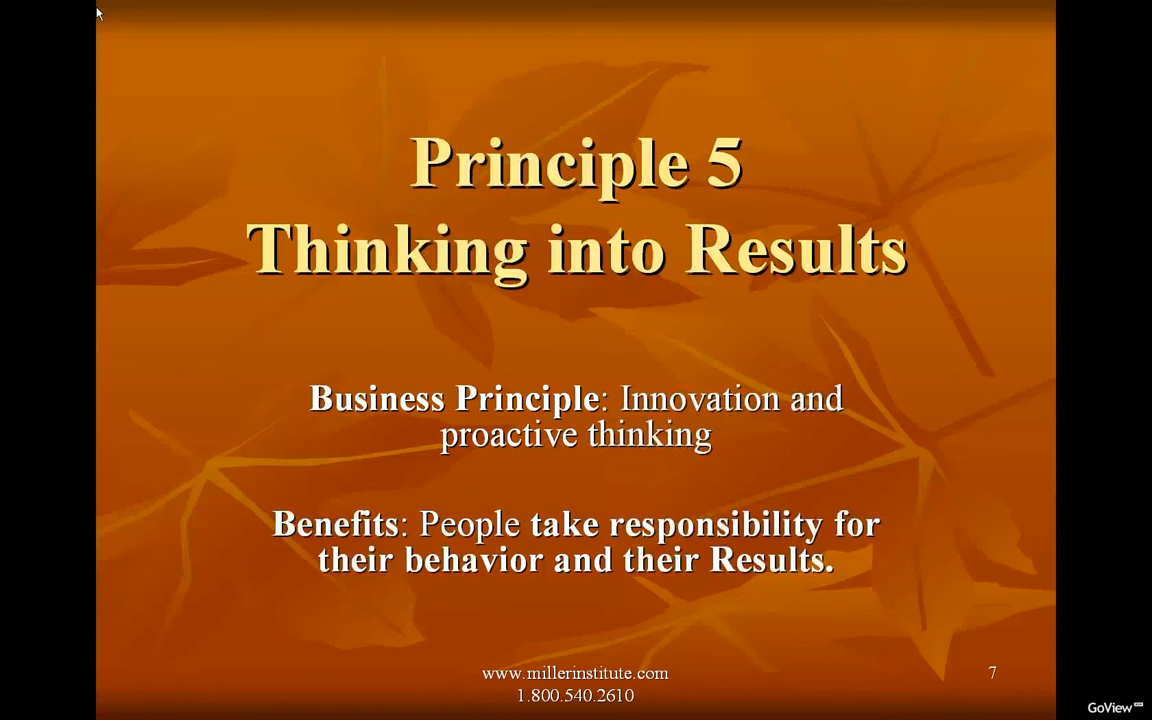 Principle 5
Thinking into Results
Business Principle: Innovation and
proactive thinking
Benefits: People take responsibility for
their behavior and their Results.
www.millerinstitute.com
1.800.540.2610
7
GoView